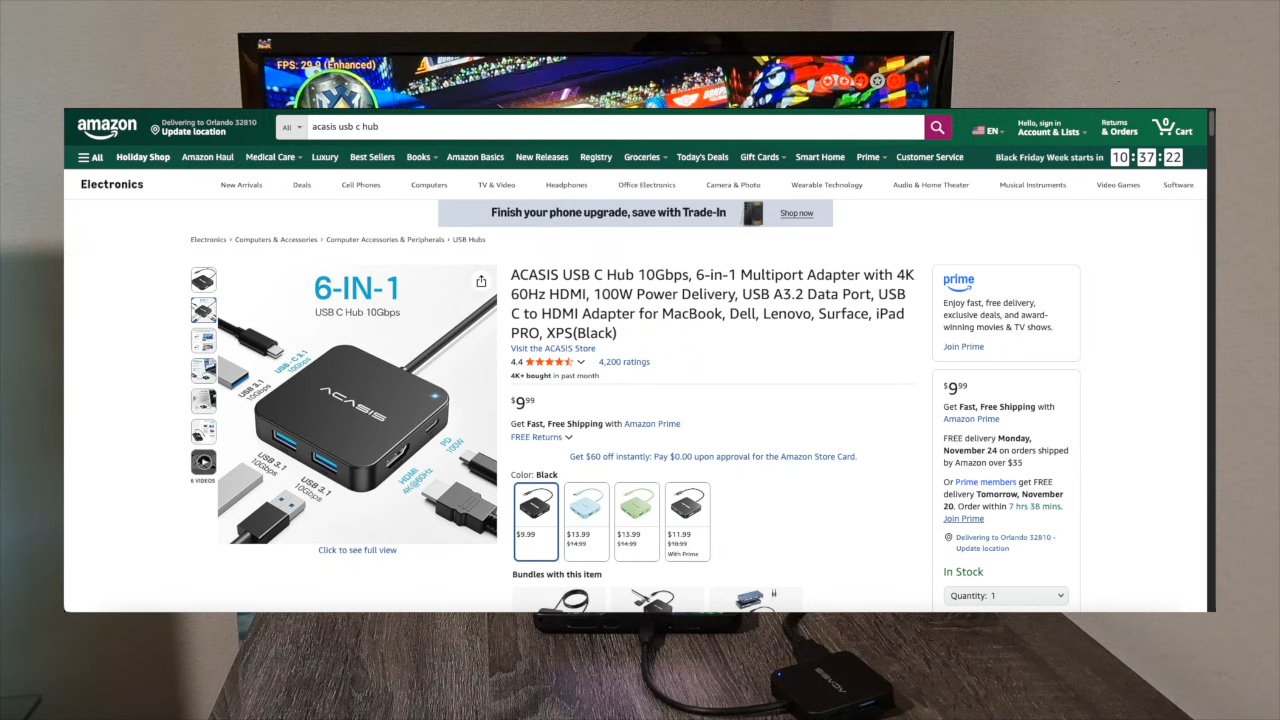 FPS: 29.9 (Enhanced)
amazon
Delivering to Orlando 32810
Update location
All
acasis usb c hub
EN
Hello, sign in
Account & Lists
Returns
& Orders
0
Cart
All
Holiday Shop
Amazon Haul
Medical Care
Luxury
Best Sellers
Books
Amazon Basics
New Releases
Registry
Groceries
Today's Deals
Gift Cards
Smart Home
Prime
Customer Service
Black Friday Week starts in 10:37:22
Electronics
New Arrivals
Deals
Cell Phones
Computers
TV & Video
Headphones
Office Electronics
Camera & Photo
Wearable Technology
Audio & Home Theater
Musical Instruments
Video Games
Software
Finish your phone upgrade, save with Trade-In
Shop now
Electronics › Computers & Accessories › Computer Accessories & Peripherals › USB Hubs
6 VIDEOS
6-IN-1
USB C Hub 10Gbps
USB-C 3.1
10Gbps
USB 3.1
10Gbps
ACASIS
USB 3.1
10Gbps
USB 3.1
10Gbps
HDMI
4K@60Hz
PD
100W
Click to see full view
ACASIS USB C Hub 10Gbps, 6-in-1 Multiport Adapter with 4K
60Hz HDMI, 100W Power Delivery, USB A3.2 Data Port, USB
C to HDMI Adapter for MacBook, Dell, Lenovo, Surface, iPad
PRO, XPS(Black)
Visit the ACASIS Store
4.4
4,200 ratings
4K+ bought in past month
$9.99
Get Fast, Free Shipping with Amazon Prime
FREE Returns
Get $60 off instantly: Pay $0.00 upon approval for the Amazon Store Card.
Color: Black
$9.99
$13.99
$14.99
$13.99
$14.99
$11.99
$18.99
With Prime
Bundles with this item
prime
Enjoy fast, free delivery,
exclusive deals, and award-
winning movies & TV shows.
Join Prime
$9.99
Get Fast, Free Shipping with
Amazon Prime
FREE delivery Monday,
November 24 on orders shipped
by Amazon over $35
Or Prime members get FREE
delivery Tomorrow, November
20. Order within 7 hrs 38 mins.
Join Prime
Delivering to Orlando 32810 -
Update location
In Stock
Quantity: 1
ACASIS